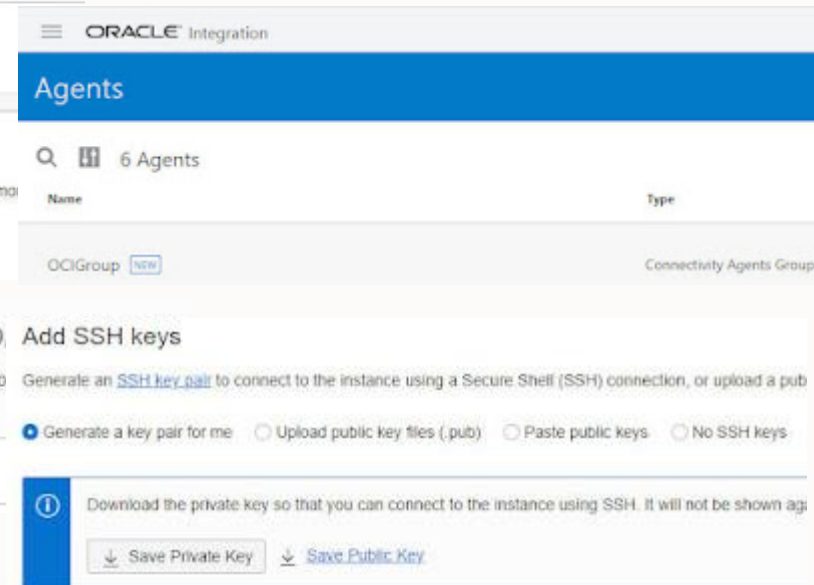 ORACLE Integration
Agents
6 Agents
Name Type
OCIGroup NEW Connectivity Agents Group
Add SSH keys
Generate an SSH key pair to connect to the instance using a Secure Shell (SSH) connection, or upload a pub
Generate a key pair for me Upload public key files (.pub) Paste public keys No SSH keys
Download the private key so that you can connect to the instance using SSH. It will not be shown aga
Save Private Key Save Public Key